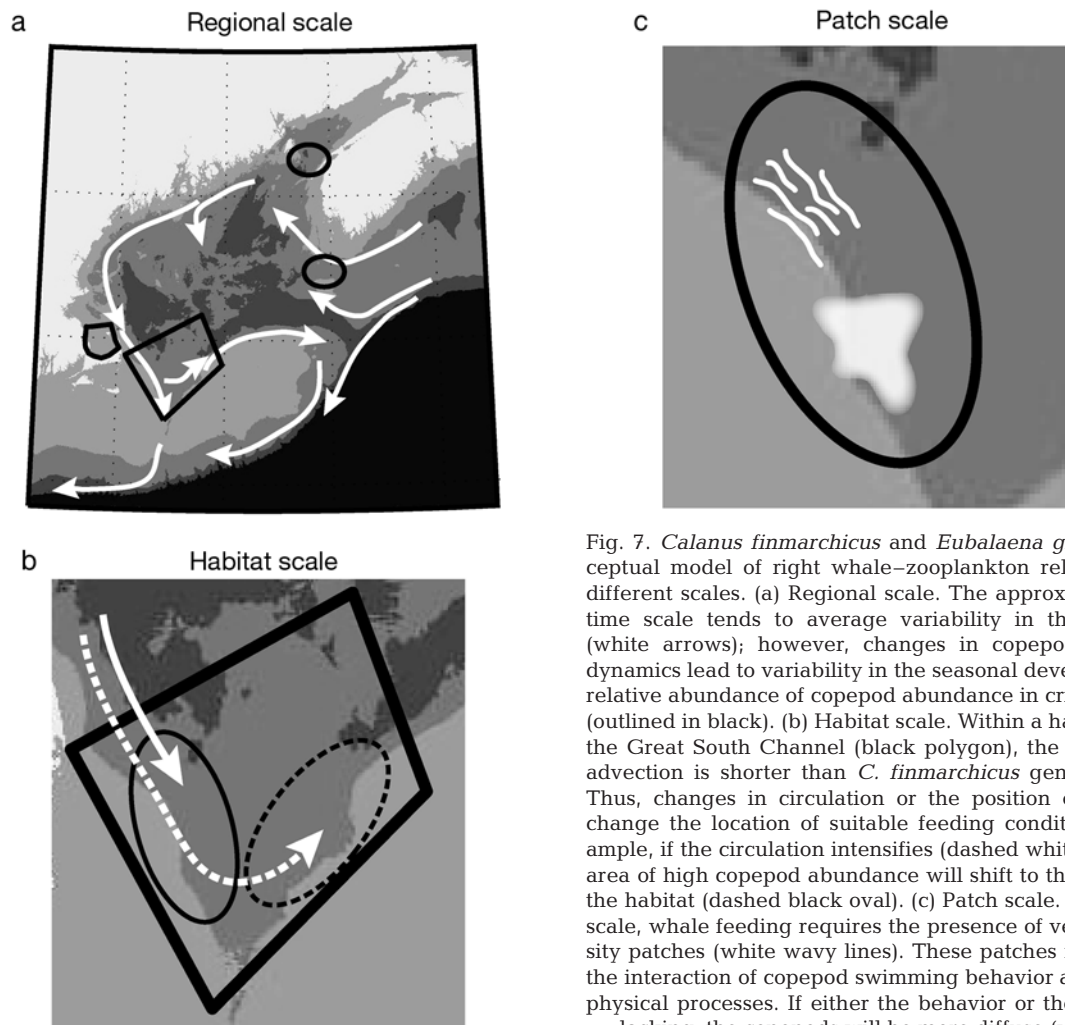 a
Regional scale
b
Habitat scale
c
Patch scale
Fig. 7. Calanus finmarchicus and Eubalaena
ceptual model of right whale–zooplankton
different scales. (a) Regional scale. The
time scale tends to average variability in
(white arrows); however, changes in
dynamics lead to variability in the seasonal
relative abundance of copepod abundance in
(outlined in black). (b) Habitat scale. Within a
the Great South Channel (black polygon), the
advection is shorter than C. finmarchicus
Thus, changes in circulation or the position
change the location of suitable feeding
ample, if the circulation intensifies (dashed
area of high copepod abundance will shift to
the habitat (dashed black oval). (c) Patch scale.
scale, whale feeding requires the presence of
sity patches (white wavy lines). These patches
the interaction of copepod swimming behavior
physical processes. If either the behavior or